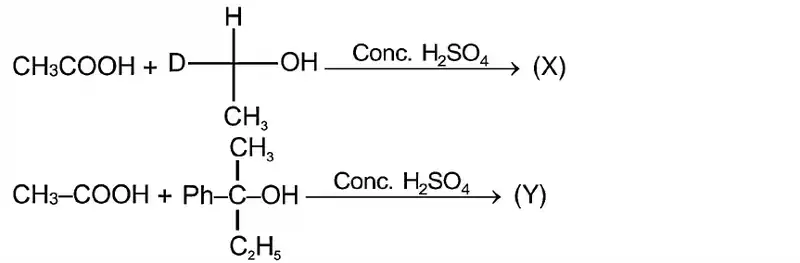 H
CH₃COOH + D OH Conc. H₂SO₄ (X)
CH₃
CH₃
CH₃–COOH + Ph–C–OH Conc. H₂SO₄ (Y)
C₂H₅